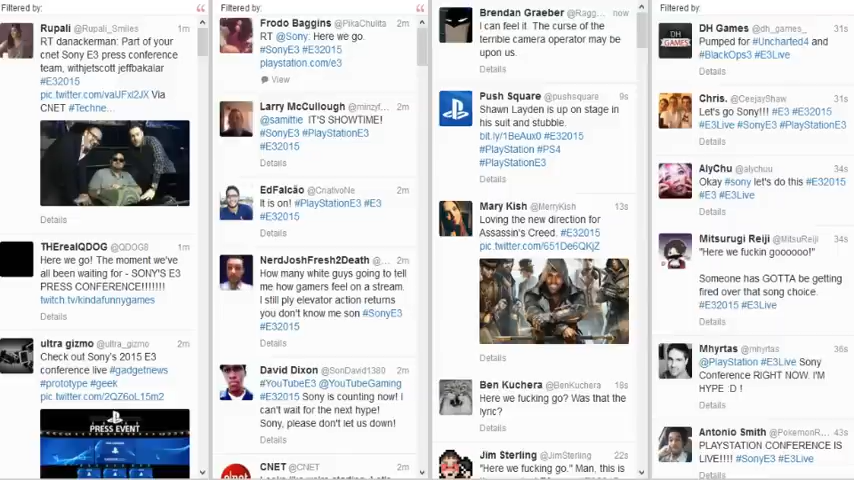 Filtered by:
Rupali @Rupali_Smiles 1m
RT danackerman: Part of your
cnet Sony E3 press conference
team, withjetscott jeffbakalar
#E32015
pic.twitter.com/valJFxI2JX Via
CNET #Techne...
Details
THErealQDOG @QDOG8 1m
Here we go! The moment we've
all been waiting for - SONY'S E3
PRESS CONFERENCE!!!!!!!
twitch.tv/kindafunnygames
Details
ultra gizmo @ultra_gizmo 2m
Check out Sony's 2015 E3
conference live #gadgetnews
#prototype #geek
pic.twitter.com/2QZ6oL15m2
PRESS EVENT
Filtered by:
Frodo Baggins @PikaChulita 2m
RT @Sony: Here we go.
#SonyE3 #E32015
playstation.com/e3
View
Larry McCullough @minzyf... 2m
@samittie IT'S SHOWTIME!
#SonyE3 #PlayStationE3
#E32015
Details
EdFalcão @CriativoNe 2m
It is on! #PlayStationE3 #E3
#E32015
Details
NerdJoshFresh2Death @... 2m
How many white guys going to tell
me how gamers feel on a stream.
I still ply elevator action returns
you don't know me son #SonyE3
#E32015
Details
David Dixon @SonDavid1380 2m
#YouTubeE3 @YouTubeGaming
#E32015 Sony is counting now! I
can't wait for the next hype!
Sony, please don't let us down!
Details
CNET @CNET 2m
Brendan Graeber @Ragg... now
I can feel it. The curse of the
terrible camera operator may be
upon us.
Details
Push Square @pushsquare 9s
Shawn Layden is up on stage in
his suit and stubble.
bit.ly/1BeAux0 #E32015
#PlayStation #PS4
#PlayStationE3
Details
Mary Kish @MerryKish 13s
Loving the new direction for
Assassin's Creed. #E32015
pic.twitter.com/651De6QKjZ
Details
Ben Kuchera @BenKuchera 18s
Here we fucking go? Was that the
lyric?
Details
Jim Sterling @JimSterling 22s
"Here we fucking go." Man, this is
DH Games @dh_games_ 31s
Pumped for #Uncharted4 and
#BlackOps3 #E3Live
Details
Chris. @CeejayShaw 31s
Let's go Sony!!! #E3 #E32015
#E3Live #SonyE3 #PlayStationE3
Details
AlyChu @alychuu 34s
Okay #sony let's do this #E32015
#E3 #E3Live
Details
Mitsurugi Reiji @MitsuReiji 34s
"Here we fuckin goooooo!"
Someone has GOTTA be getting
fired over that song choice.
#E32015 #E3Live
Details
Mhyrtas @mhyrtas 36s
@PlayStation #E3Live Sony
Conference RIGHT NOW. I'M
HYPE :D !
Details
Antonio Smith @PokemonR... 43s
PLAYSTATION CONFERENCE IS
LIVE!!!! #SonyE3 #E3Live
Details